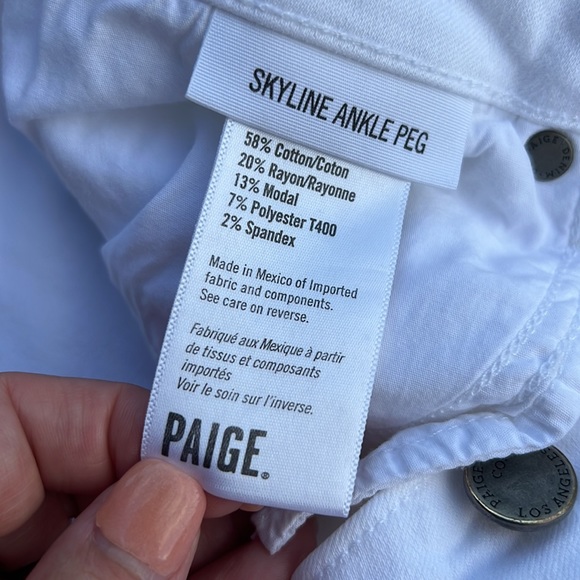 SKYLINE ANKLE PEG
58% Cotton/Coton
20% Rayon/Rayonne
13% Modal
7% Polyester T400
2% Spandex
Made in Mexico of Imported
fabric and components.
See care on reverse.
Fabriqué aux Mexique à partir
de tissus et composants
importés
Voir le soin sur l'inverse.
PAIGE®
PAIGE
LOS ANGELES